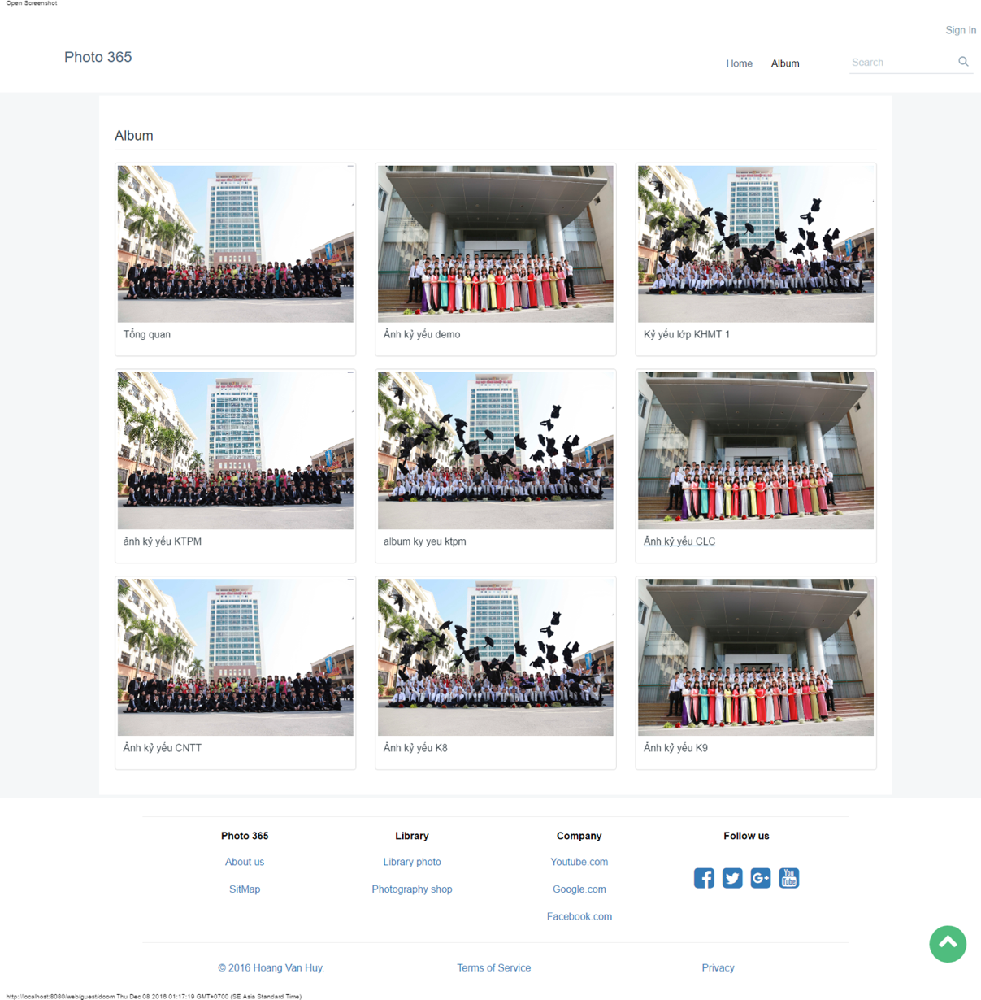 Open Screenshot
Sign In
Photo 365
Home Album Search
Album
Tổng quan
Ảnh kỷ yếu demo
Kỷ yếu lớp KHMT 1
ảnh kỷ yếu KTPM
album ky yeu ktpm
Ảnh kỷ yếu CLC
Ảnh kỷ yếu CNTT
Ảnh kỷ yếu K8
Ảnh kỷ yếu K9
Photo 365 Library Company Follow us
About us Library photo Youtube.com
SitMap Photography shop Google.com
Facebook.com
© 2016 Hoang Van Huy Terms of Service Privacy
http://localhost:8080/web/guest/doom Thu Dec 08 2016 01:17:19 GMT+0700 (SE Asia Standard Time)